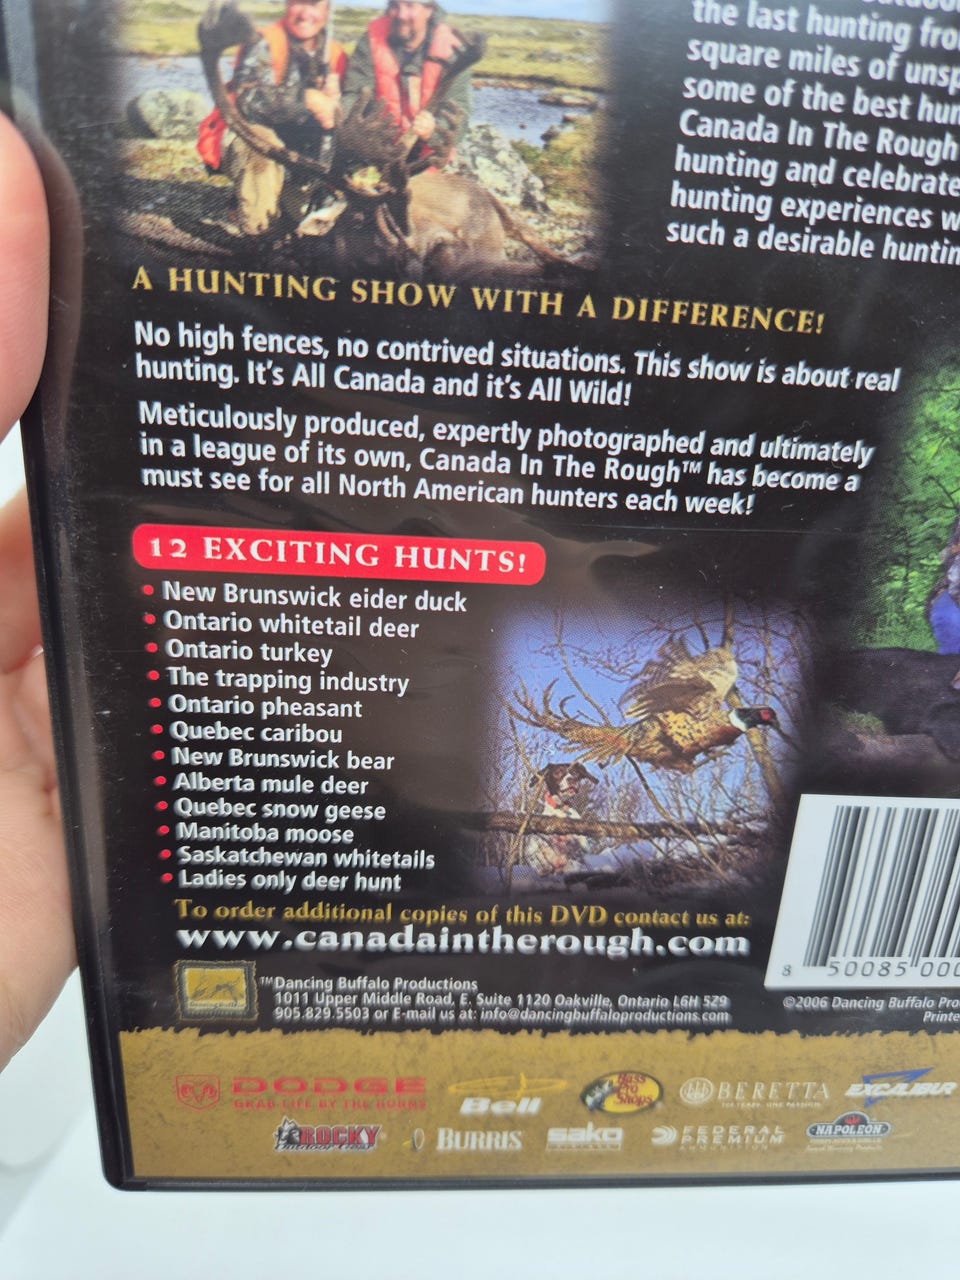 the last hunting
square miles of
some of the best
Canada In The Rough
hunting and celebrate
hunting experiences
such a desirable
A HUNTING SHOW WITH A DIFFERENCE!
No high fences, no contrived situations. This show is about real
hunting. It's All Canada and it's All Wild!
Meticulously produced, expertly photographed and ultimately
in a league of its own, Canada In The Rough™ has become a
must see for all North American hunters each week!
12 EXCITING HUNTS!
• New Brunswick eider duck
• Ontario whitetail deer
• Ontario turkey
• The trapping industry
• Ontario pheasant
• Quebec caribou
• New Brunswick bear
• Alberta mule deer
• Quebec snow geese
• Manitoba moose
• Saskatchewan whitetails
• Ladies only deer hunt
To order additional copies of this DVD contact us at:
www.canadaintherough.com
8 50085 000
Dancing Buffalo
™Dancing Buffalo Productions
1011 Upper Middle Road, E. Suite 1120 Oakville, Ontario L6H 5Z9
905.829.5503 or E-mail us at: info@dancingbuffaloproductions.com
©2006 Dancing Buffalo
DODGE
GRAB LIFE BY THE HORNS
Bell
Bass Pro Shops
BERETTA
EXCALIBUR
ROCKY
BURRIS
sako
FEDERAL
PREMIUM
AMMUNITION
NAPOLEON